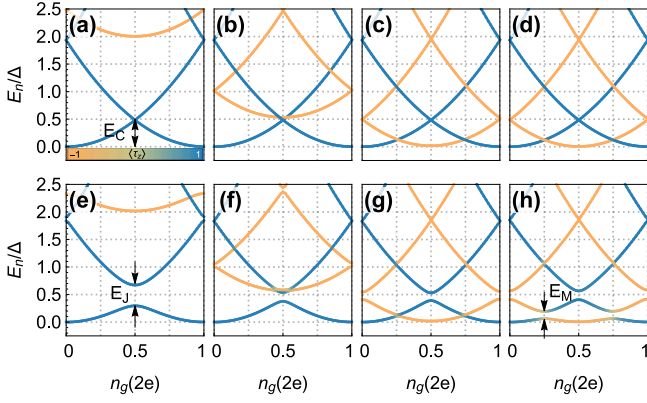 (a) (b) (c) (d)
2.5
2.0
1.5
1.0
0.5
0.0
E_n/Δ
E_C
−1 ⟨τ_z⟩ 1
(e) (f) (g) (h)
2.5
2.0
1.5
1.0
0.5
0.0
E_n/Δ
E_J
E_M
0 0.5 1 0 0.5 1 0 0.5 1 0 0.5 1
n_g(2e) n_g(2e) n_g(2e) n_g(2e)